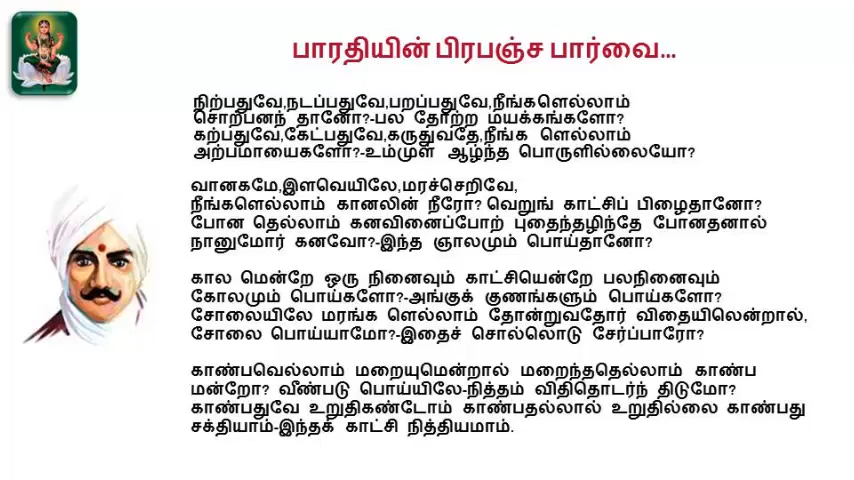 பாரதியின் பிரபஞ்ச பார்வை...
நிற்பதுவே,நடப்பதுவே,பறப்பதுவே,நீங்களெல்லாம்
சொற்பனந் தானோ?-பல தோற்ற மயக்கங்களோ?
கற்பதுவே,கேட்பதுவே,கருதுவதே,நீங்க ளெல்லாம்
அற்பமாயைகளோ?-உம்முள் ஆழ்ந்த பொருளில்லையோ?
வானகமே,இளவெயிலே,மரச்செறிவே,
நீங்களெல்லாம் கானலின் நீரோ? வெறுங் காட்சிப் பிழைதானோ?
போன தெல்லாம் கனவினைப்போற் புதைந்தழிந்தே போனதனால்
நானுமோர் கனவோ?-இந்த ஞாலமும் பொய்தானோ?
கால மென்றே ஒரு நினைவும் காட்சியென்றே பலநினைவும்
கோலமும் பொய்களோ?-அங்குக் குணங்களும் பொய்களோ?
சோலையிலே மரங்க ளெல்லாம் தோன்றுவதோர் விதையிலென்றால்,
சோலை பொய்யாமோ?-இதைச் சொல்லொடு சேர்ப்பாரோ?
காண்பவெல்லாம் மறையுமென்றால் மறைந்ததெல்லாம் காண்ப
மன்றோ? வீண்படு பொய்யிலே-நித்தம் விதிதொடர்ந் திடுமோ?
காண்பதுவே உறுதிகண்டோம் காண்பதல்லால் உறுதில்லை காண்பது
சக்தியாம்-இந்தக் காட்சி நித்தியமாம்.